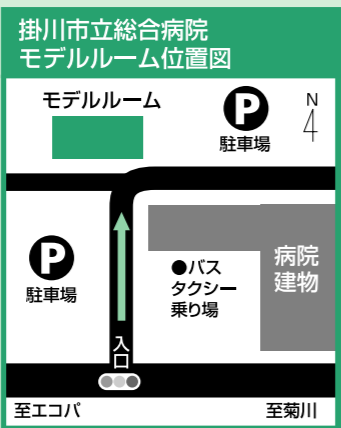 掛川市立総合病院
モデルルーム位置図
モデルルーム
P
駐車場
N
P
駐車場
●バス
タクシー
乗り場
病院
建物
入口
至エコパ
至菊川